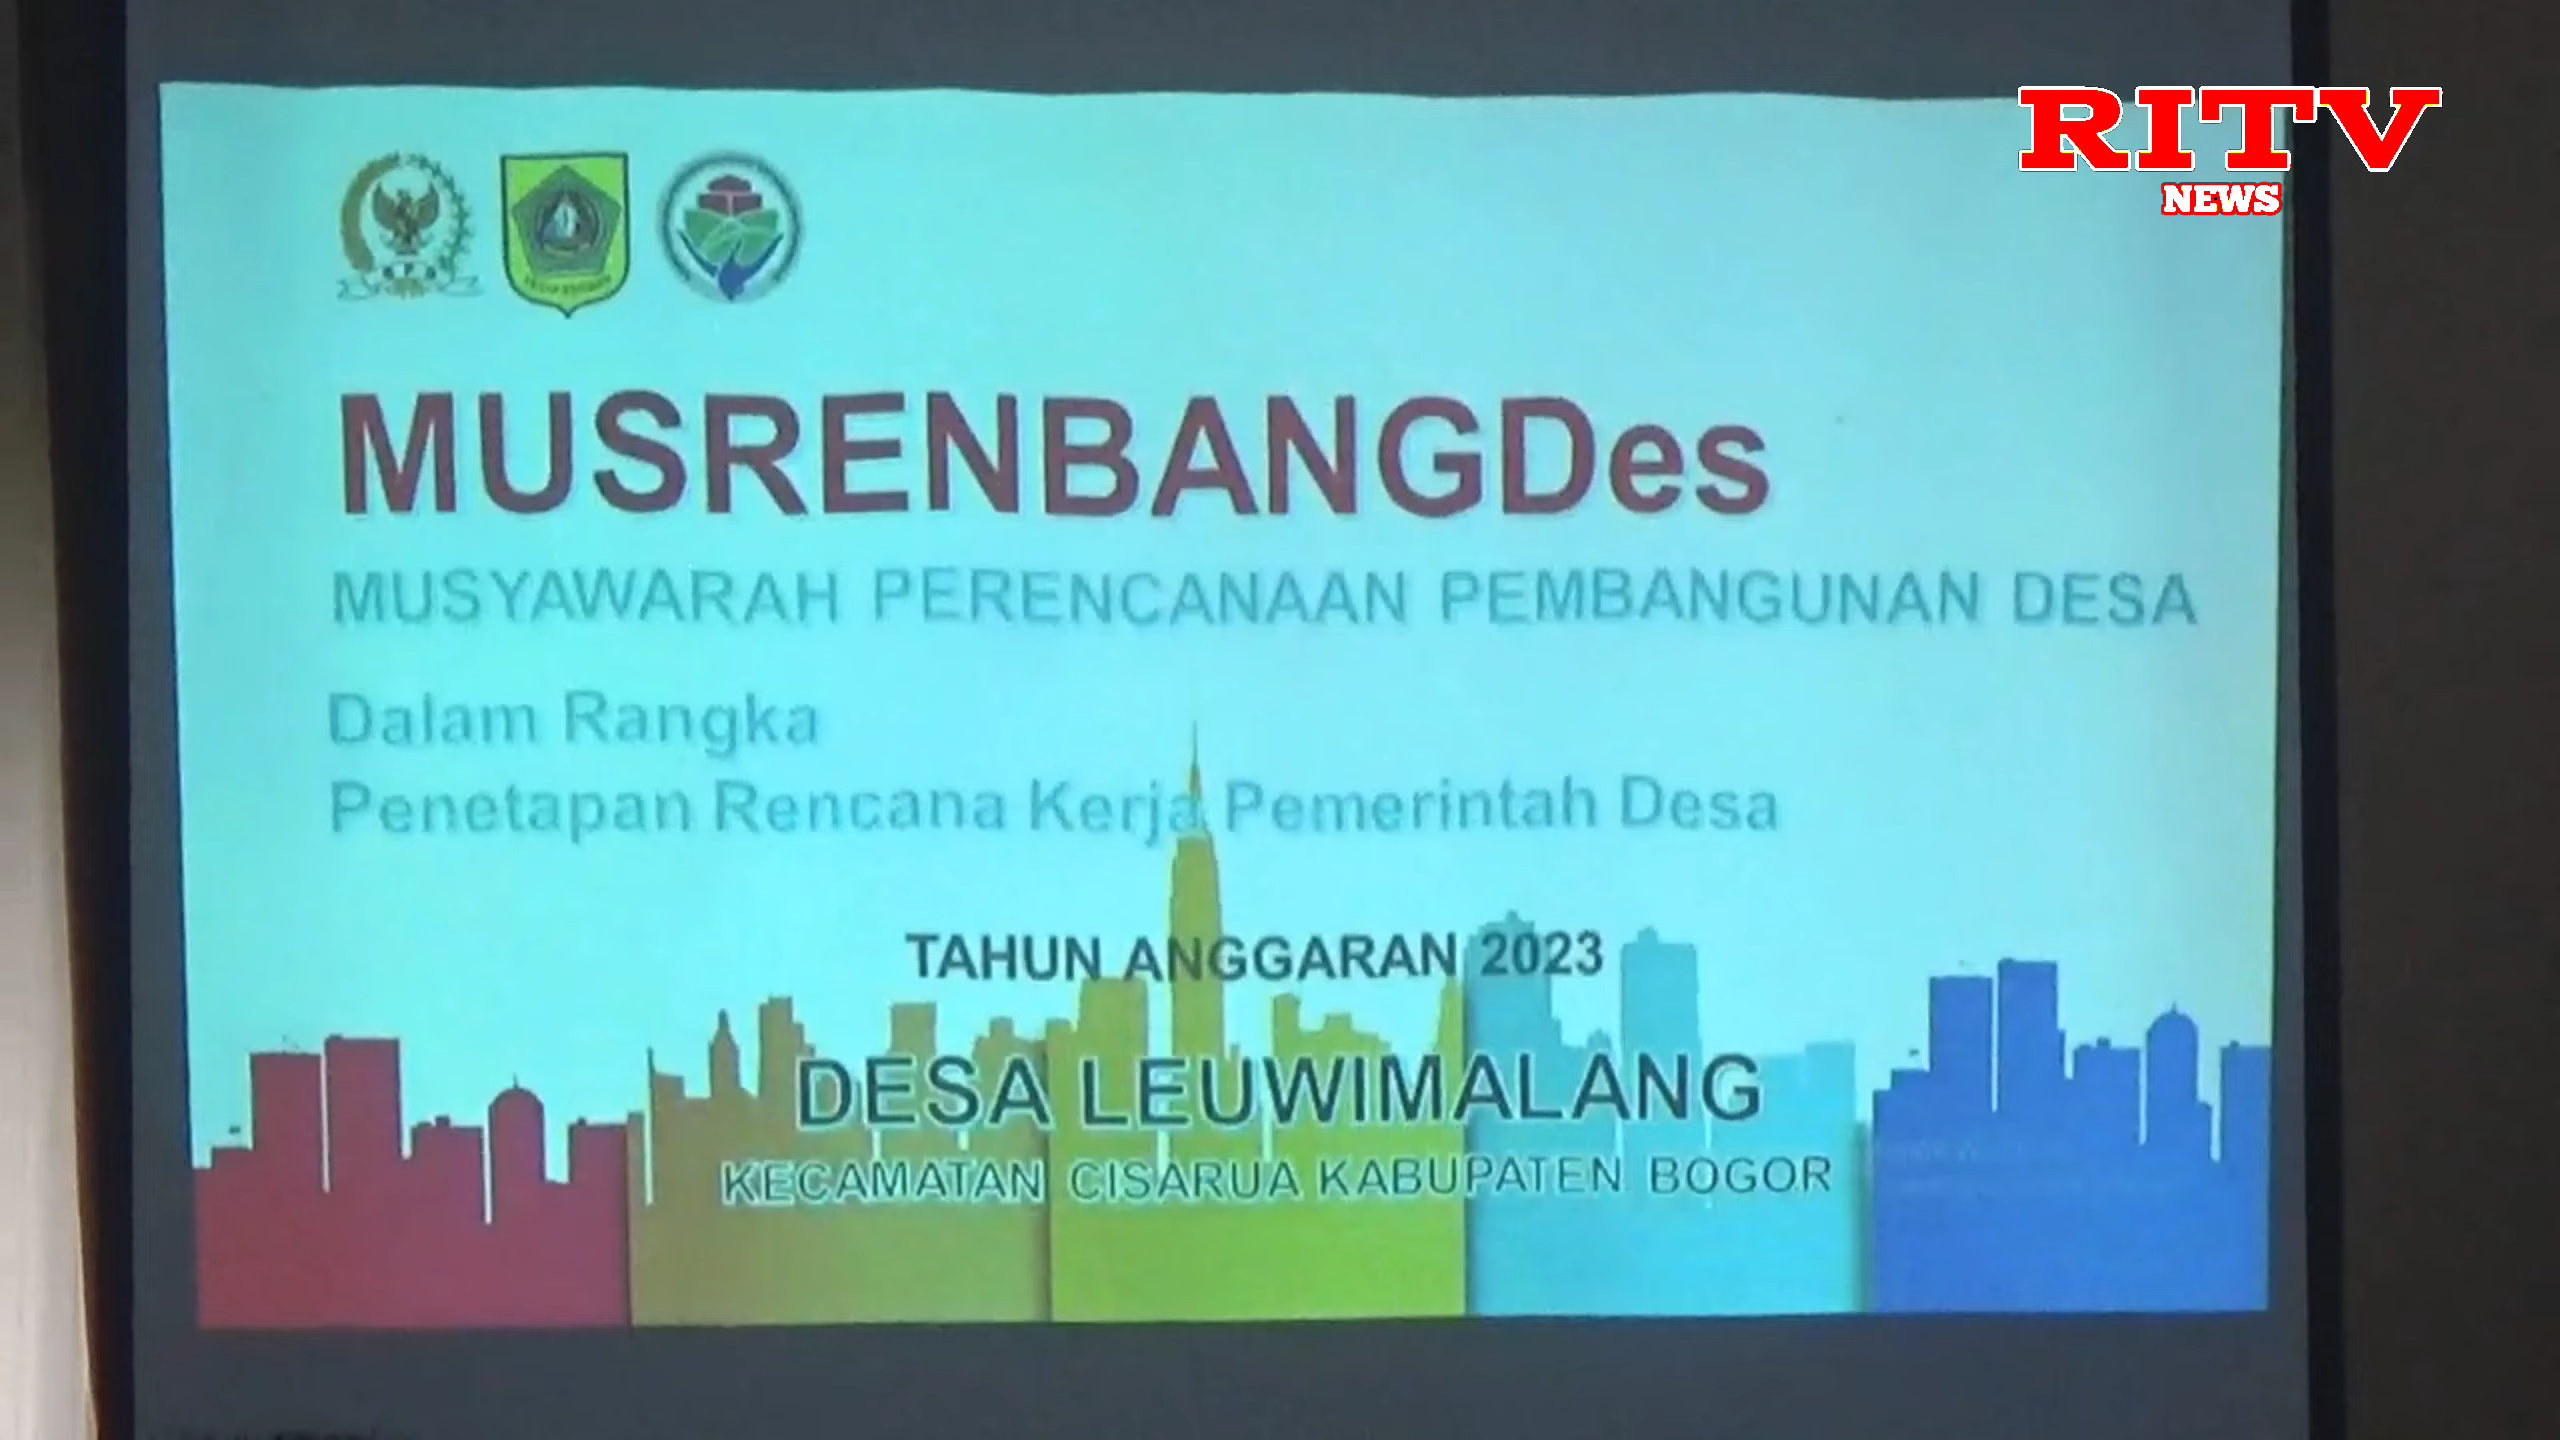 RITV
NEWS
MUSRENBANGDes
MUSYAWARAH PERENCANAAN PEMBANGUNAN DESA
Dalam Rangka
Penetapan Rencana Kerja Pemerintah Desa
TAHUN ANGGARAN 2023
DESA LEUWIMALANG
KECAMATAN CISARUA KABUPATEN BOGOR